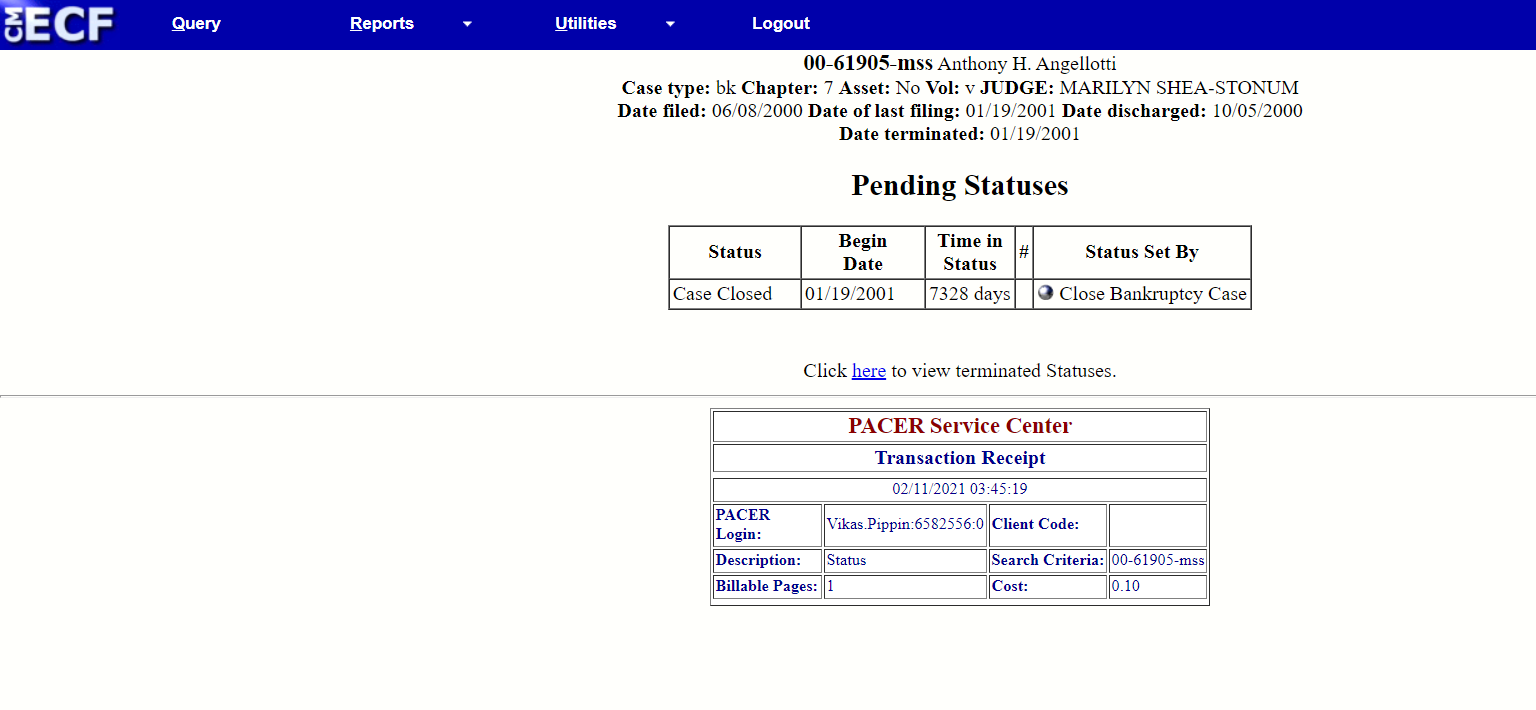 CM ECF Query Reports Utilities Logout
00-61905-mss Anthony H. Angellotti
Case type: bk Chapter: 7 Asset: No Vol: v JUDGE: MARILYN SHEA-STONUM
Date filed: 06/08/2000 Date of last filing: 01/19/2001 Date discharged: 10/05/2000
Date terminated: 01/19/2001
Pending Statuses
Status Begin Date Time in Status # Status Set By
Case Closed 01/19/2001 7328 days Close Bankruptcy Case
Click here to view terminated Statuses.
PACER Service Center
Transaction Receipt
02/11/2021 03:45:19
PACER Login: Vikas.Pippin:6582556:0 Client Code:
Description: Status Search Criteria: 00-61905-mss
Billable Pages: 1 Cost: 0.10